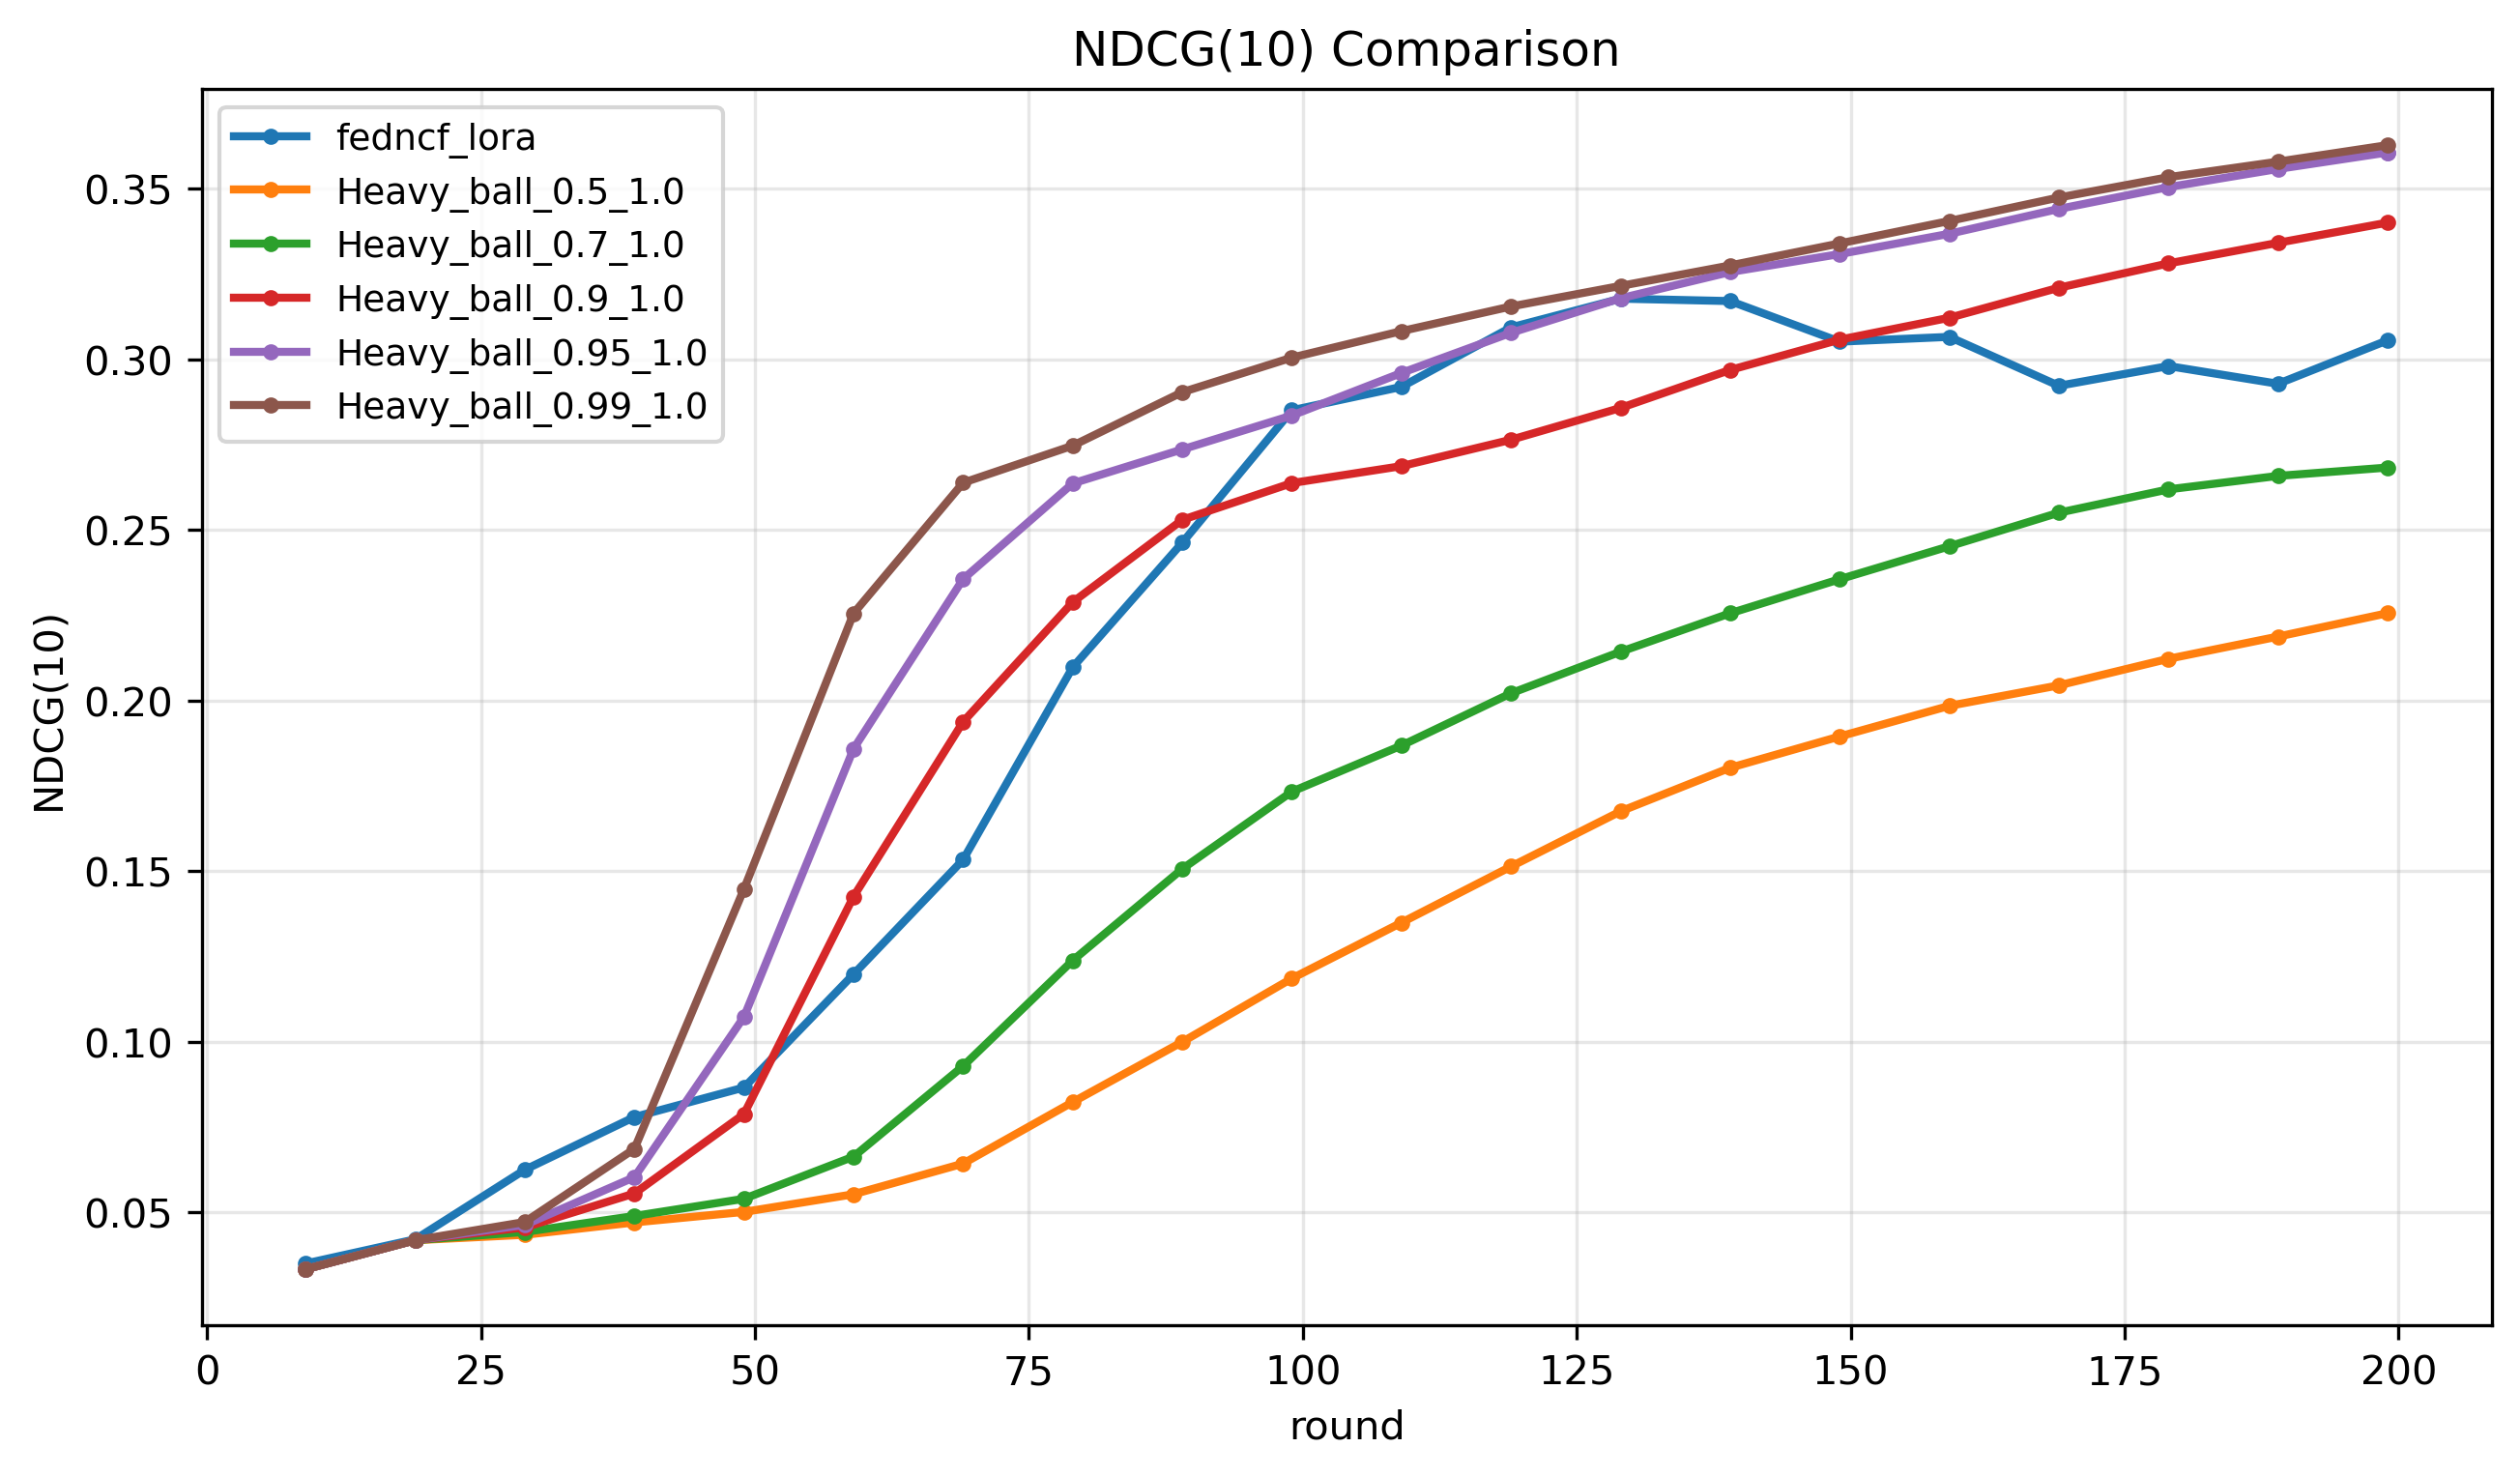 NDCG(10) Comparison
fedncf_lora
Heavy_ball_0.5_1.0
Heavy_ball_0.7_1.0
Heavy_ball_0.9_1.0
Heavy_ball_0.95_1.0
Heavy_ball_0.99_1.0
NDCG(10)
0.35
0.30
0.25
0.20
0.15
0.10
0.05
0 25 50 75 100 125 150 175 200
round